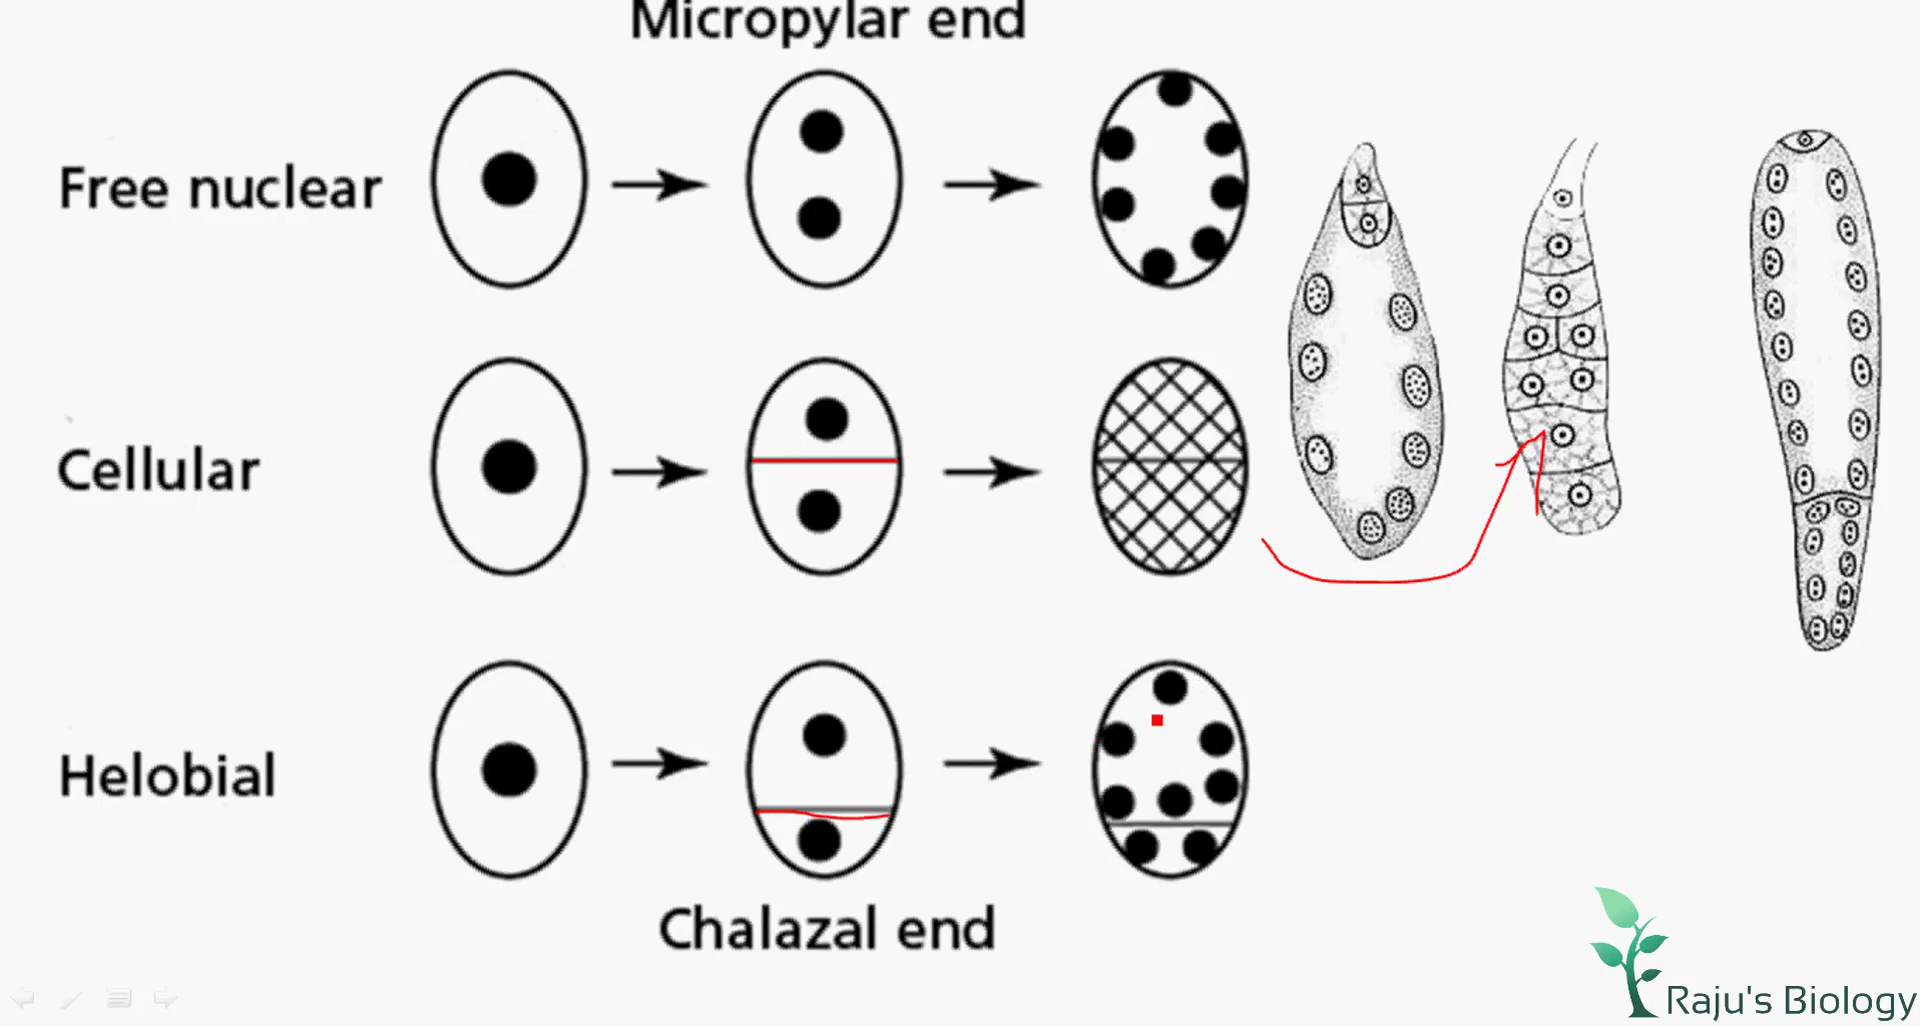 Micropylar end
Free nuclear
Cellular
Helobial
Chalazal end
Raju's Biology